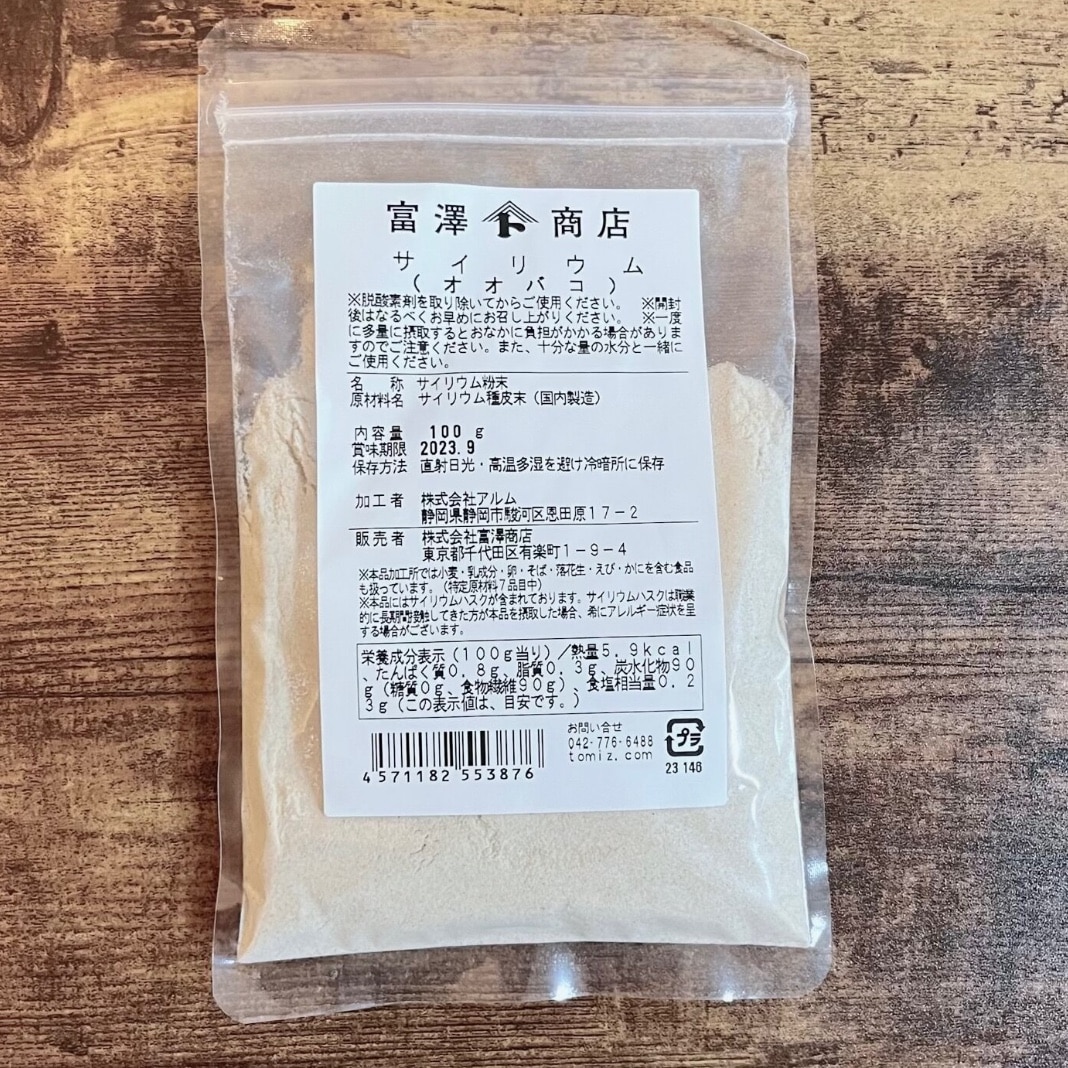 富澤 ト 商店
サイリウム
(オオバコ)
※脱酸素剤を取り除いてからご使用ください。 ※開封
後はなるべくお早めにお召し上がりください。 ※一度
に多量に摂取するとおなかに負担がかかる場合がありま
すのでご注意ください。また、十分な量の水分と一緒に
ご使用ください。
名 称 サイリウム粉末
原材料名 サイリウム種皮末(国内製造)
内容量 100g
賞味期限 2023.9
保存方法 直射日光・高温多湿を避け冷暗所に保存
加工者 株式会社アルム
静岡県静岡市駿河区恩田原17-2
販売者 株式会社富澤商店
東京都千代田区有楽町1-9-4
※本品加工所では小麦・乳成分・卵・そば・落花生・えび・かにを含む食品
も扱っています。(特定原材料7品目中)
※本品にはサイリウムハスクが含まれております。サイリウムハスクは職業
的に長期間接触してきた方が本品を摂取した場合、希にアレルギー症状を呈
する場合がございます。
栄養成分表示(100g当り)/熱量5.9kcal
、たんぱく質0.8g、脂質0.3g、炭水化物90
g(糖質0g、食物繊維90g)、食塩相当量0.2
3g(この表示値は、目安です。)
お問い合せ
042-776-6488
tomiz.com
プラ
4571182 553876
23 146